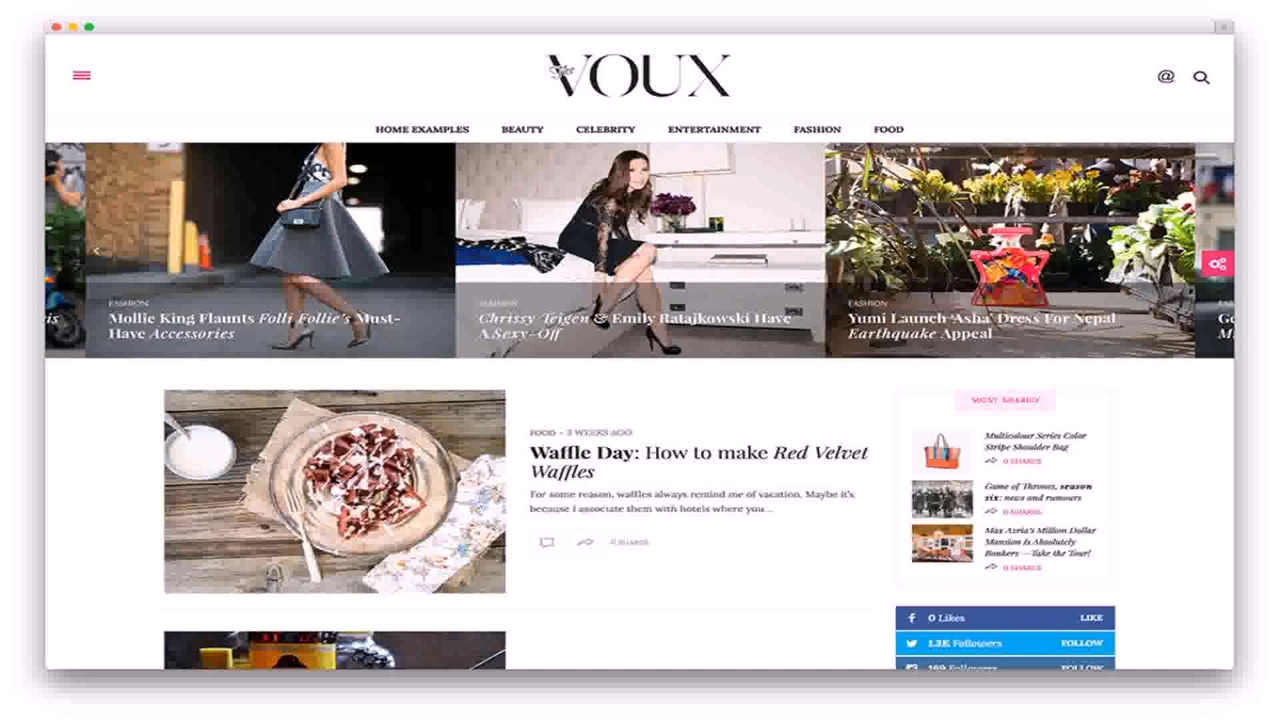 The VOUX
@
HOME EXAMPLES BEAUTY CELEBRITY ENTERTAINMENT FASHION FOOD
FASHION
Mollie King Flaunts Folli Follie's Must-
Have Accessories
FASHION
Chrissy Teigen & Emily Ratajkowski Have
A Sexy-Off
FASHION
Yumi Launch 'Asha' Dress For Nepal
Earthquake Appeal
FOOD - 3 WEEKS AGO
Waffle Day: How to make Red Velvet
Waffles
For some reason, waffles always remind me of vacation. Maybe it's
because I associate them with hotels where you...
SHARES
MOST SHARED
Multicolour Series Color
Stripe Shoulder Bag
0 SHARES
Game of Thrones, season
six: news and rumours
0 SHARES
Max Azria's Million Dollar
Mansion Is Absolutely
Bonkers—Take the Tour!
0 SHARES
0 Likes LIKE
1.3K Followers FOLLOW
169 Followers FOLLOW